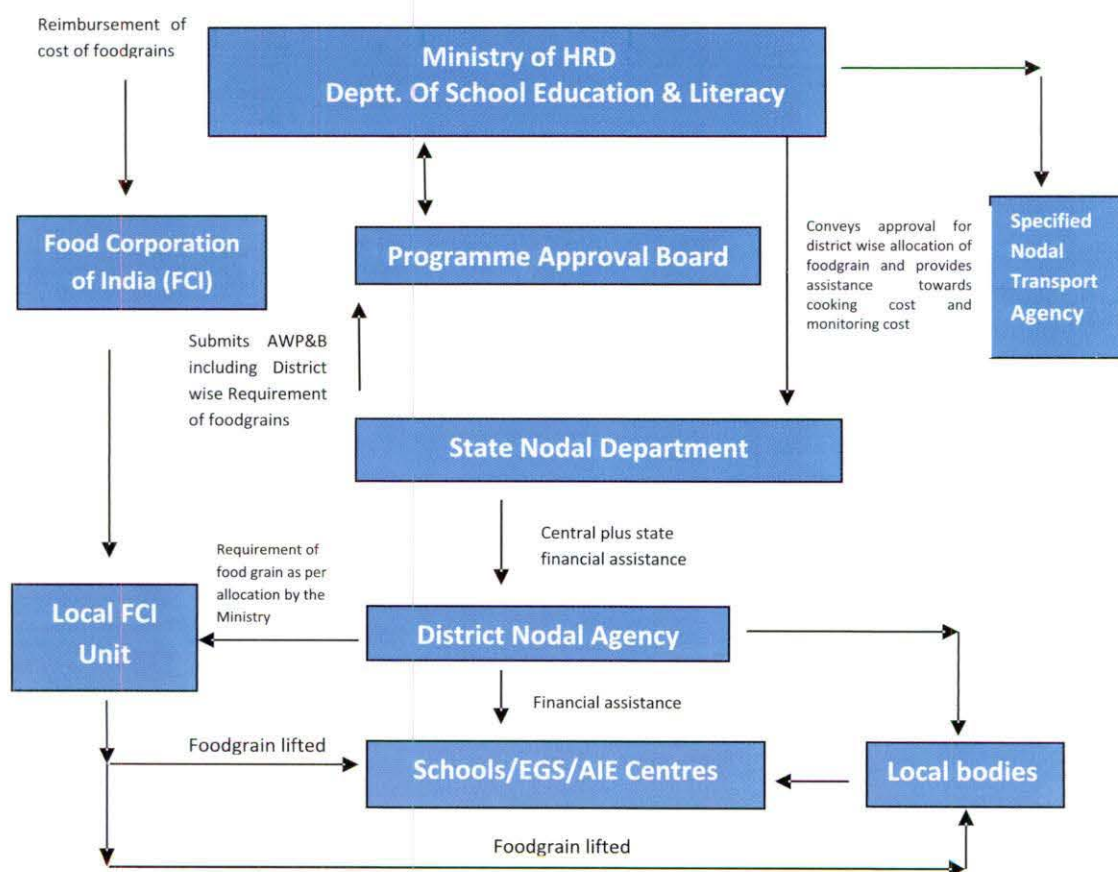 Reimbursement of
cost of foodgrains
Ministry of HRD
Deptt. Of School Education & Literacy
Food Corporation
of India (FCI)
Programme Approval Board
Conveys approval for
district wise allocation of
foodgrain and provides
assistance towards
cooking cost and
monitoring cost
Specified
Nodal
Transport
Agency
Submits AWP&B
including District
wise Requirement
of foodgrains
State Nodal Department
Central plus state
financial assistance
Requirement of
food grain as per
allocation by the
Ministry
Local FCI
Unit
District Nodal Agency
Financial assistance
Foodgrain lifted
Schools/EGS/AIE Centres
Local bodies
Foodgrain lifted